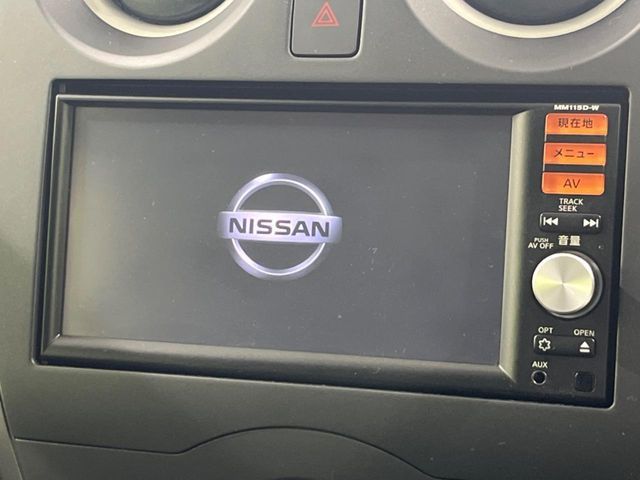 MM115D-W
現在地
メニュー
AV
TRACK
SEEK
PUSH
AV OFF
音量
NISSAN
OPT
OPEN
AUX